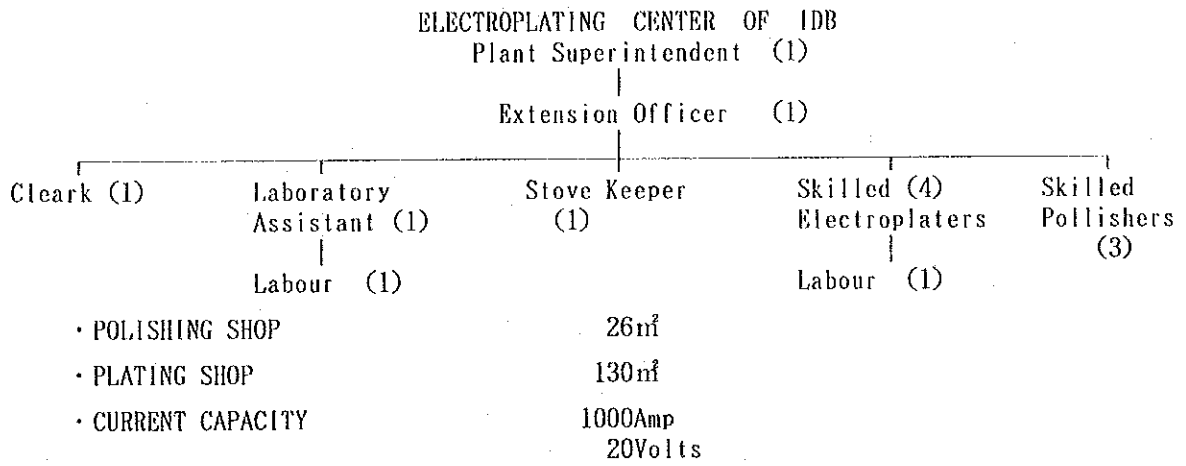 ELECTROPLATING CENTER OF IDB
Plant Superintendent (1)
Extension Officer (1)
Cleark (1)
Laboratory
Assistant (1)
Labour (1)
Stove Keeper
(1)
Skilled (4)
Electroplaters
Labour (1)
Skilled
Pollishers
(3)
・POLISHING SHOP 26㎡
・PLATING SHOP 130㎡
・CURRENT CAPACITY 1000Amp
20Volts